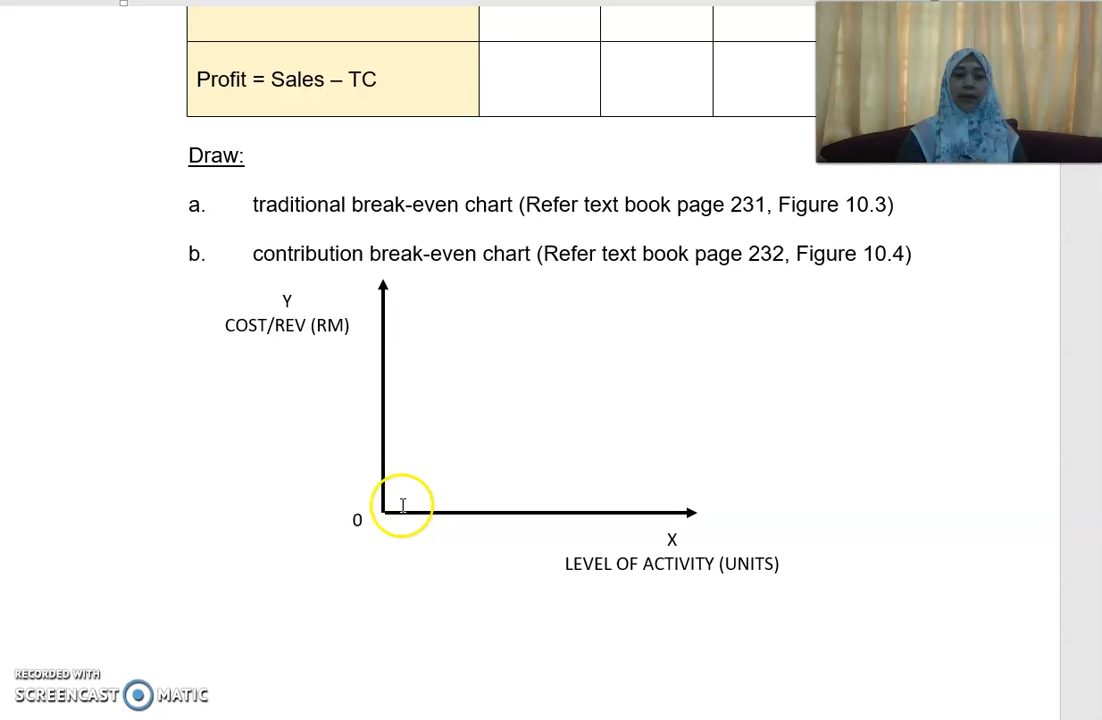 Profit = Sales – TC
Draw:
a. traditional break-even chart (Refer text book page 231, Figure 10.3)
b. contribution break-even chart (Refer text book page 232, Figure 10.4)
Y
COST/REV (RM)
0
X
LEVEL OF ACTIVITY (UNITS)
RECORDED WITH
SCREENCAST MATIC